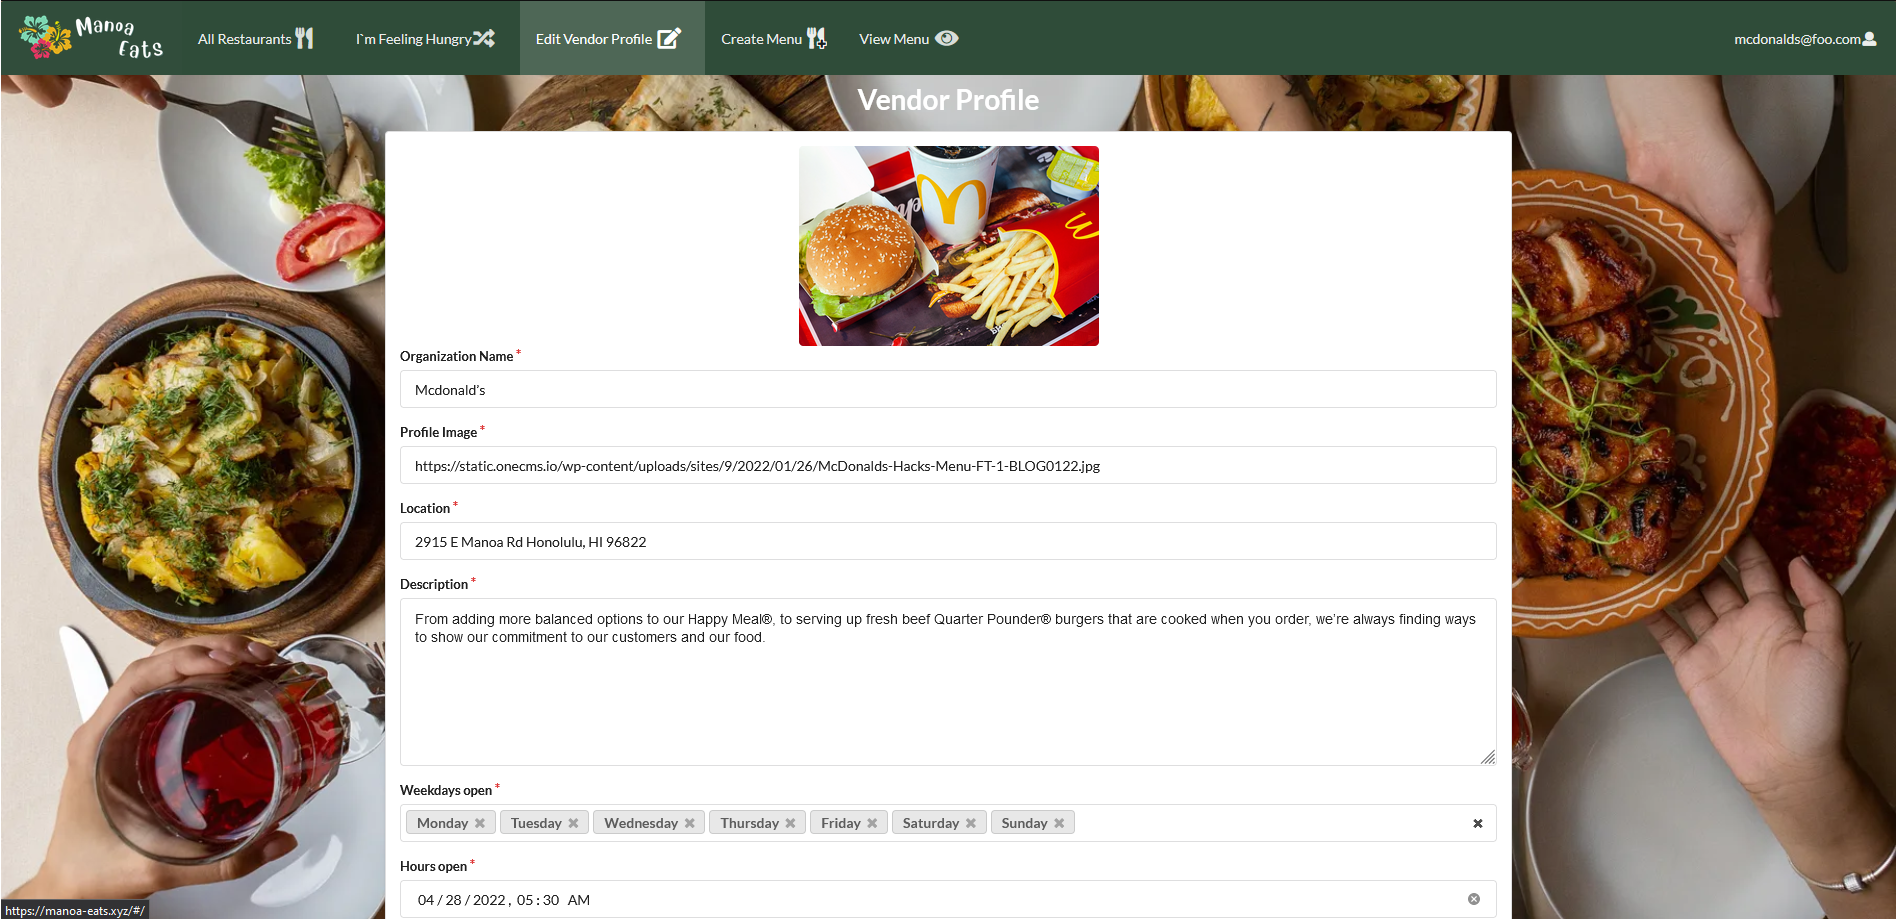 Manoa
Eats
All Restaurants
I`m Feeling Hungry
Edit Vendor Profile
Create Menu
View Menu
mcdonalds@foo.com
Vendor Profile
Organization Name *
Mcdonald's
Profile Image *
https://static.onecms.io/wp-content/uploads/sites/9/2022/01/26/McDonalds-Hacks-Menu-FT-1-BLOG0122.jpg
Location *
2915 E Manoa Rd Honolulu, HI 96822
Description *
From adding more balanced options to our Happy Meal®, to serving up fresh beef Quarter Pounder® burgers that are cooked when you order, we're always finding ways
to show our commitment to our customers and our food.
Weekdays open *
Monday Tuesday Wednesday Thursday Friday Saturday Sunday
Hours open *
04 / 28 / 2022 , 05 : 30 AM
https://manoa-eats.xyz/#/